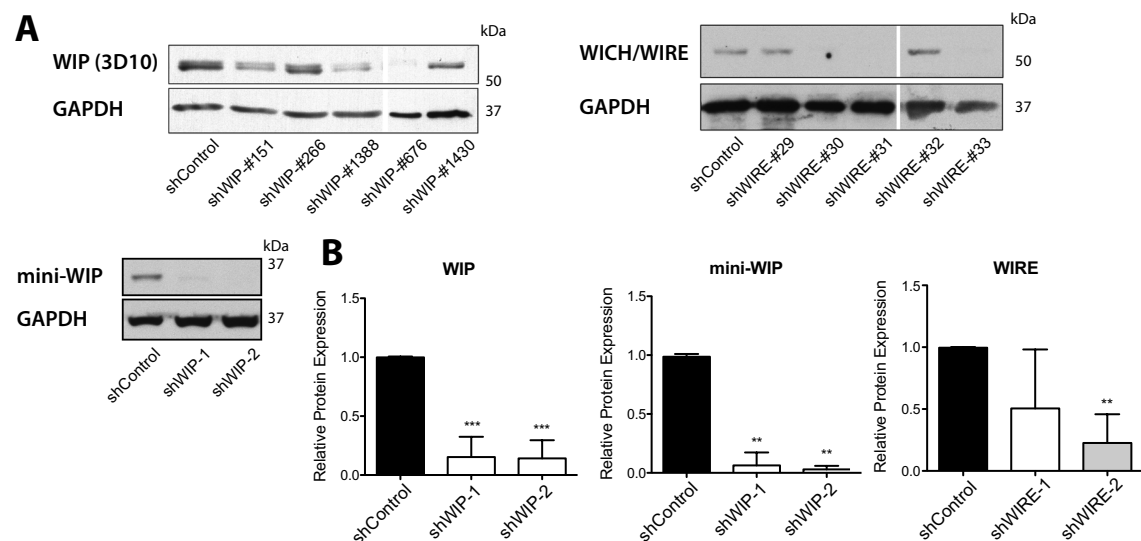 A
kDa
WIP (3D10)
50
GAPDH
37
shControl
shWIP-#151
shWIP-#266
shWIP-#1388
shWIP-#676
shWIP-#1430
kDa
WICH/WIRE
50
GAPDH
37
shControl
shWIRE-#29
shWIRE-#30
shWIRE-#31
shWIRE-#32
shWIRE-#33
kDa
mini-WIP
37
GAPDH
37
shControl
shWIP-1
shWIP-2
B
WIP
Relative Protein Expression
1.5
1.0
0.5
0.0
***
***
shControl
shWIP-1
shWIP-2
mini-WIP
Relative Protein Expression
1.5
1.0
0.5
0.0
**
**
shControl
shWIP-1
shWIP-2
WIRE
Relative Protein Expression
1.5
1.0
0.5
0.0
**
shControl
shWIRE-1
shWIRE-2